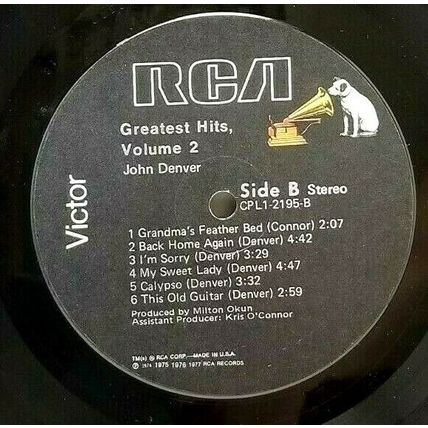 RCA
Greatest Hits,
Volume 2
John Denver
Victor
Side B Stereo
CPL1-2195-B
1 Grandma's Feather Bed (Connor) 2:07
2 Back Home Again (Denver) 4:42
3 I'm Sorry (Denver) 3:29
4 My Sweet Lady (Denver) 4:47
5 Calypso (Denver) 3:32
6 This Old Guitar (Denver) 2:59
Produced by Milton Okun
Assistant Producer: Kris O'Connor
TM(s) ® RCA CORP.—MADE IN U.S.A.
℗ 1974 1975 1976 1977 RCA RECORDS